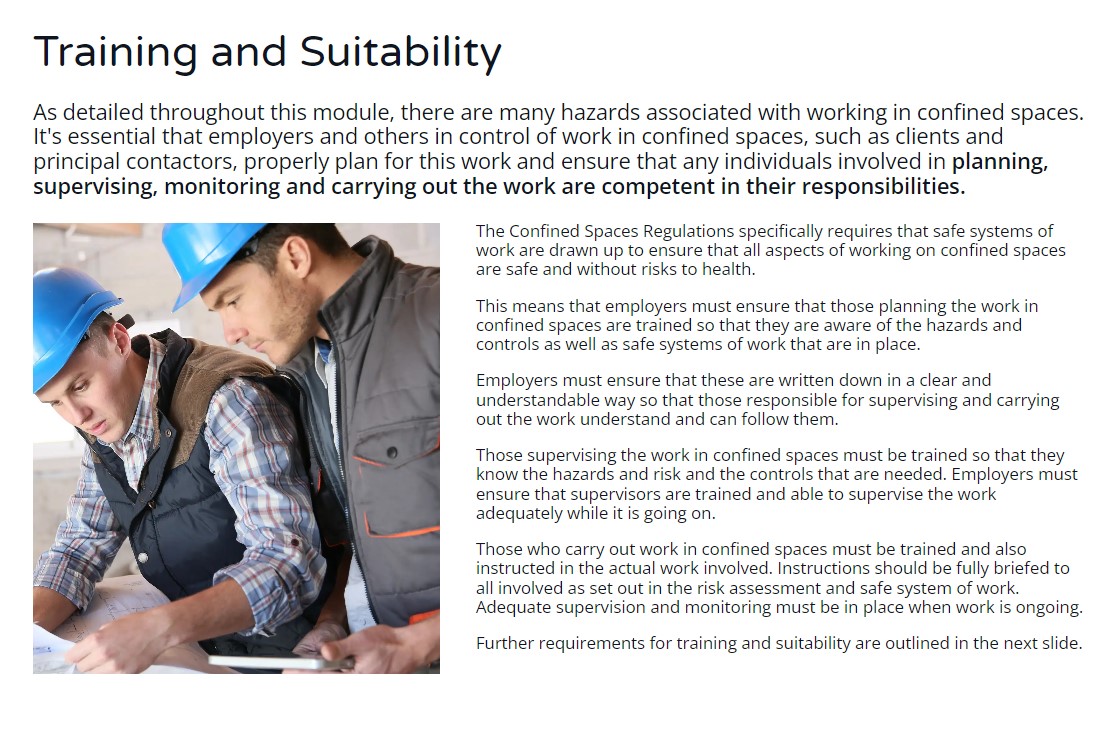 Training and Suitability
As detailed throughout this module, there are many hazards associated with working in confined spaces.
It's essential that employers and others in control of work in confined spaces, such as clients and
principal contactors, properly plan for this work and ensure that any individuals involved in planning,
supervising, monitoring and carrying out the work are competent in their responsibilities.
The Confined Spaces Regulations specifically requires that safe systems of
work are drawn up to ensure that all aspects of working on confined spaces
are safe and without risks to health.
This means that employers must ensure that those planning the work in
confined spaces are trained so that they are aware of the hazards and
controls as well as safe systems of work that are in place.
Employers must ensure that these are written down in a clear and
understandable way so that those responsible for supervising and carrying
out the work understand and can follow them.
Those supervising the work in confined spaces must be trained so that they
know the hazards and risk and the controls that are needed. Employers must
ensure that supervisors are trained and able to supervise the work
adequately while it is going on.
Those who carry out work in confined spaces must be trained and also
instructed in the actual work involved. Instructions should be fully briefed to
all involved as set out in the risk assessment and safe system of work.
Adequate supervision and monitoring must be in place when work is ongoing.
Further requirements for training and suitability are outlined in the next slide.